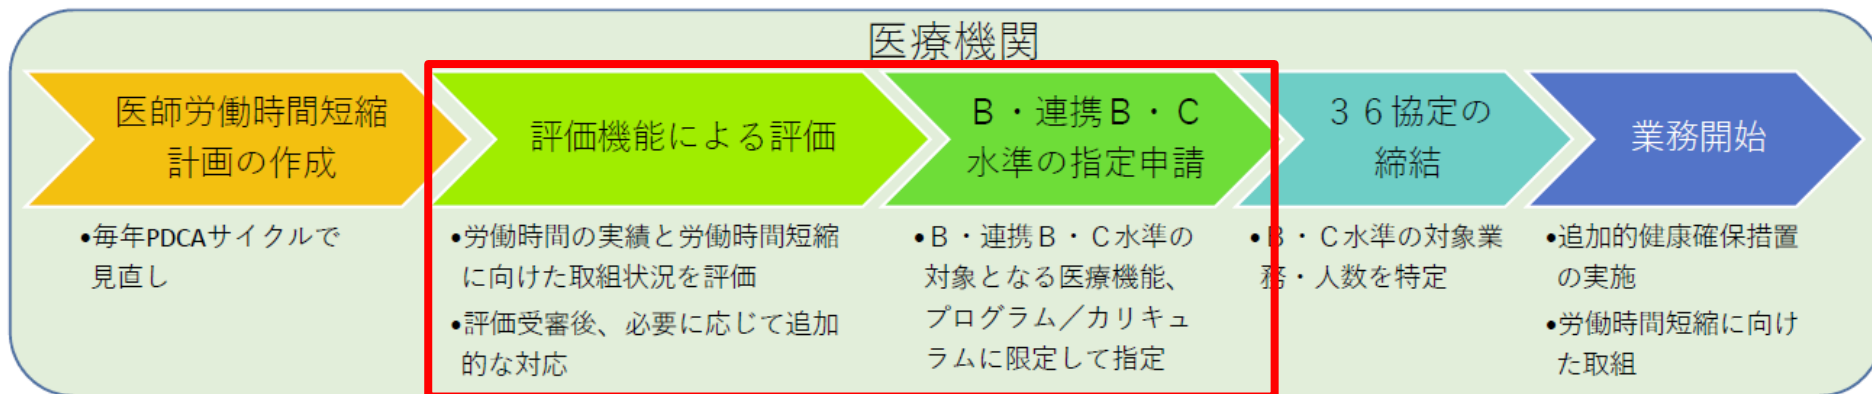 医療機関
医師労働時間短縮
計画の作成
•毎年PDCAサイクルで
見直し
評価機能による評価
•労働時間の実績と労働時間短縮
に向けた取組状況を評価
•評価受審後、必要に応じて追加
的な対応
Ｂ・連携Ｂ・Ｃ
水準の指定申請
•Ｂ・連携Ｂ・Ｃ水準の
対象となる医療機能、
プログラム／カリキュ
ラムに限定して指定
３６協定の
締結
•Ｂ・Ｃ水準の対象業
務・人数を特定
業務開始
•追加的健康確保措置
の実施
•労働時間短縮に向け
た取組